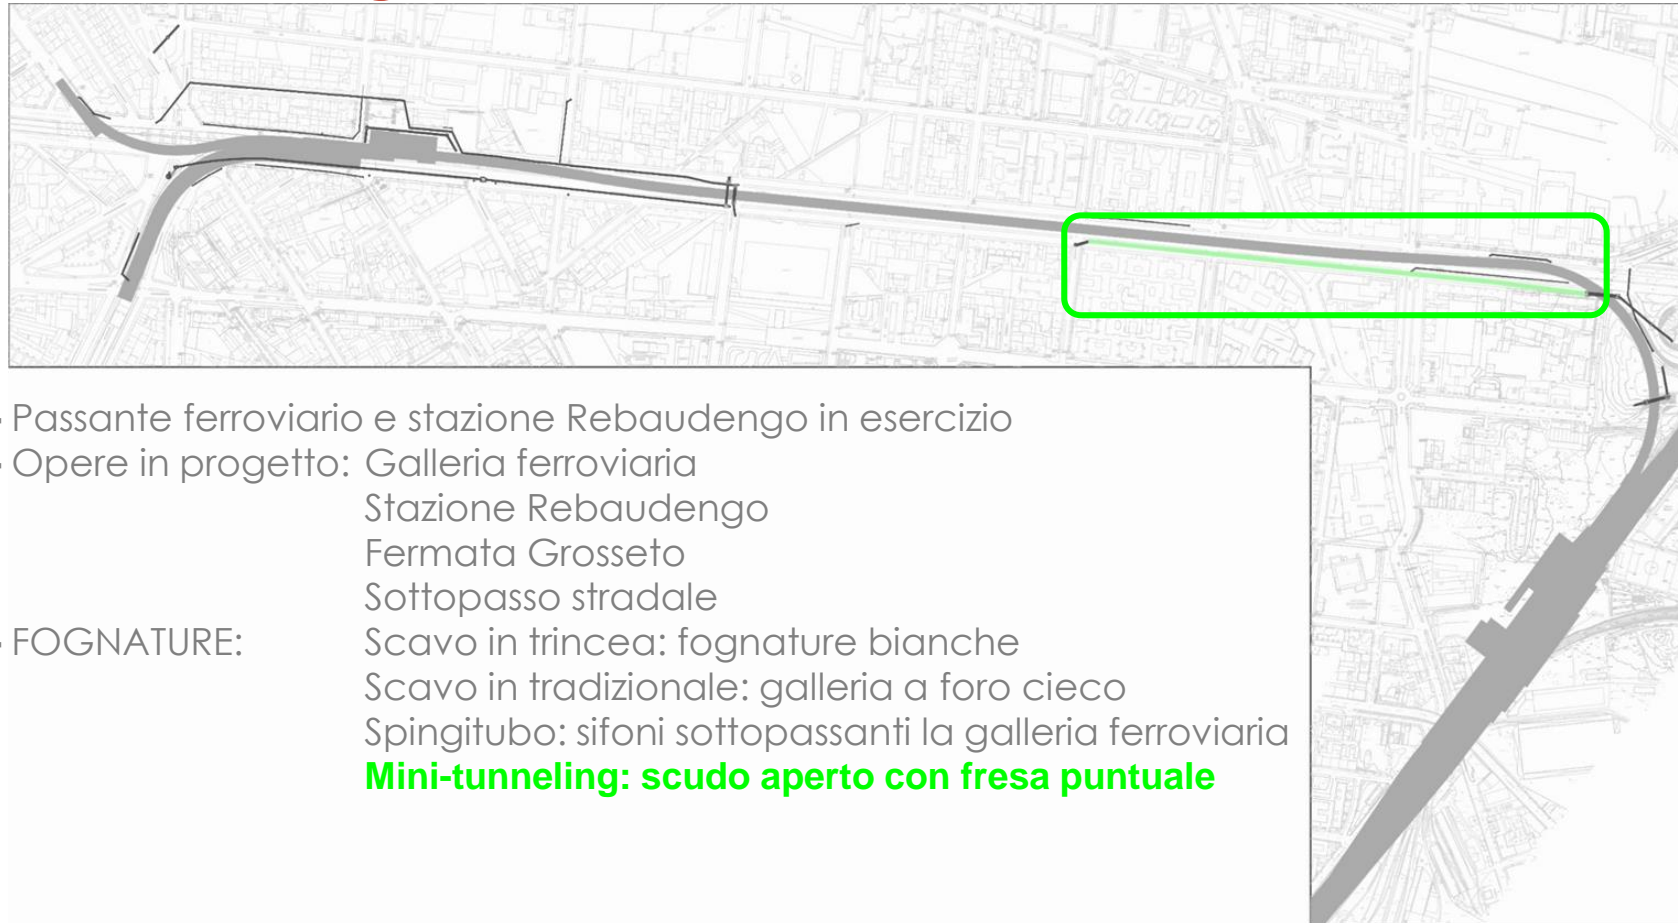 - Passante ferroviario e stazione Rebaudengo in esercizio
- Opere in progetto: Galleria ferroviaria
Stazione Rebaudengo
Fermata Grosseto
Sottopasso stradale
- FOGNATURE: Scavo in trincea: fognature bianche
Scavo in tradizionale: galleria a foro cieco
Spingitubo: sifoni sottopassanti la galleria ferroviaria
Mini-tunneling: scudo aperto con fresa puntuale